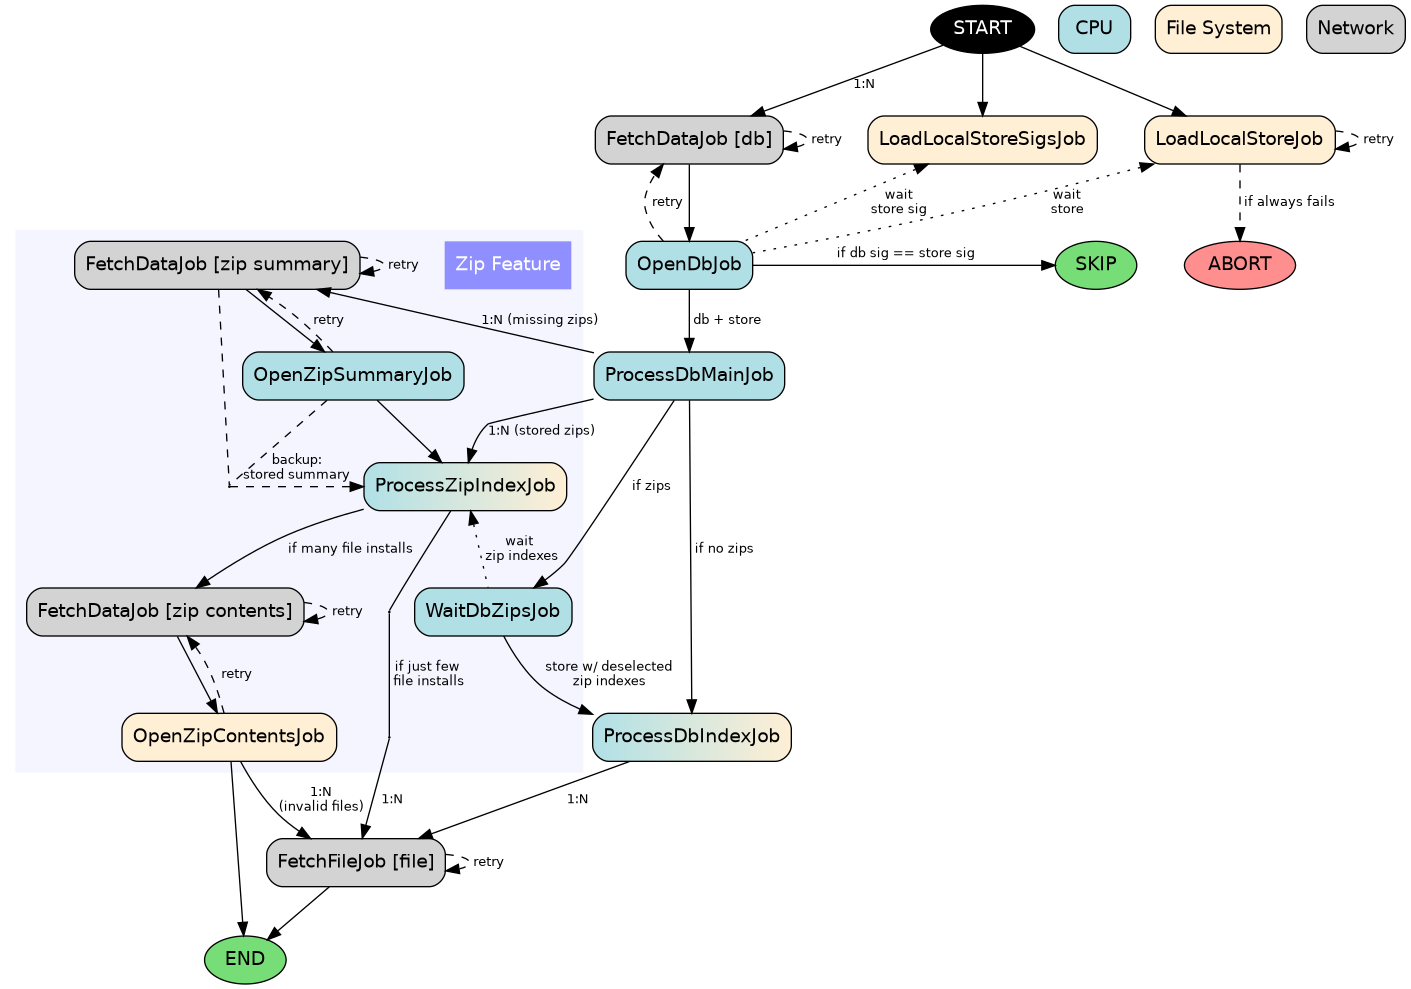 START
CPU
File System
Network
1:N
FetchDataJob [db]
retry
LoadLocalStoreSigsJob
LoadLocalStoreJob
retry
retry
wait
store sig
wait
store
if always fails
FetchDataJob [zip summary]
retry
Zip Feature
OpenDbJob
if db sig == store sig
SKIP
ABORT
retry
1:N (missing zips)
db + store
OpenZipSummaryJob
ProcessDbMainJob
1:N (stored zips)
backup:
stored summary
ProcessZipIndexJob
if zips
if many file installs
wait
zip indexes
if no zips
FetchDataJob [zip contents]
retry
WaitDbZipsJob
retry
if just few
file installs
store w/ deselected
zip indexes
OpenZipContentsJob
ProcessDbIndexJob
1:N
(invalid files)
1:N
1:N
FetchFileJob [file]
retry
END